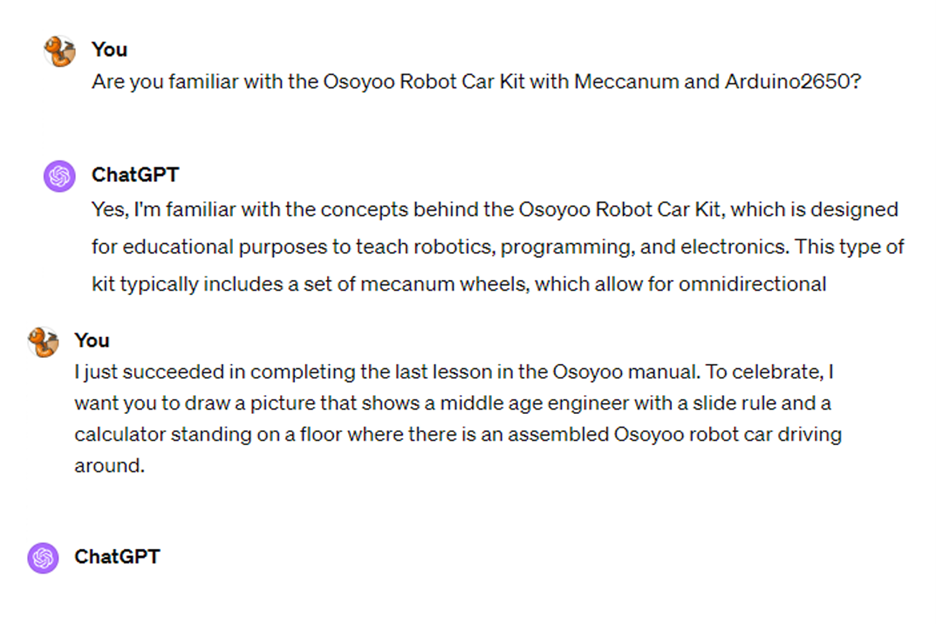 You
Are you familiar with the Osoyoo Robot Car Kit with Meccanum and Arduino2650?
ChatGPT
Yes, I'm familiar with the concepts behind the Osoyoo Robot Car Kit, which is designed
for educational purposes to teach robotics, programming, and electronics. This type of
kit typically includes a set of mecanum wheels, which allow for omnidirectional
You
I just succeeded in completing the last lesson in the Osoyoo manual. To celebrate, I
want you to draw a picture that shows a middle age engineer with a slide rule and a
calculator standing on a floor where there is an assembled Osoyoo robot car driving
around.
ChatGPT